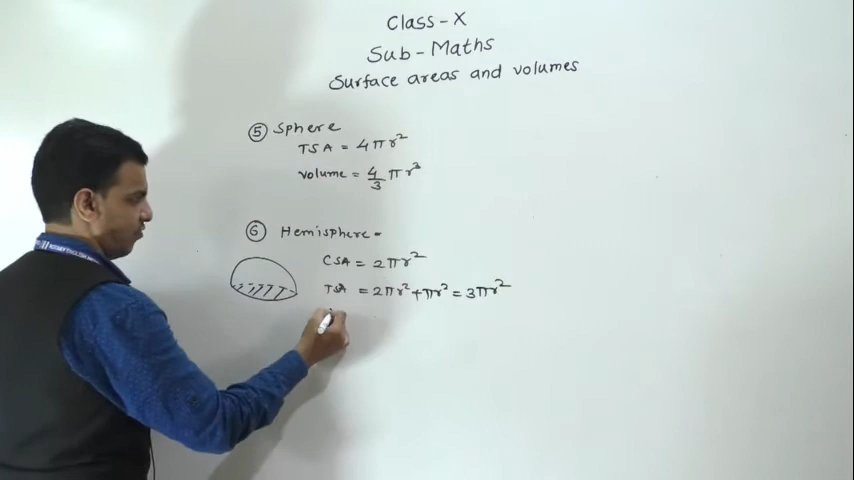 Class-X
Sub-Maths
Surface areas and volumes
⑤ Sphere
TSA = 4πr²
Volume = 4/3 πr³
⑥ Hemisphere -
CSA = 2πr²
TSA = 2πr² + πr² = 3πr²